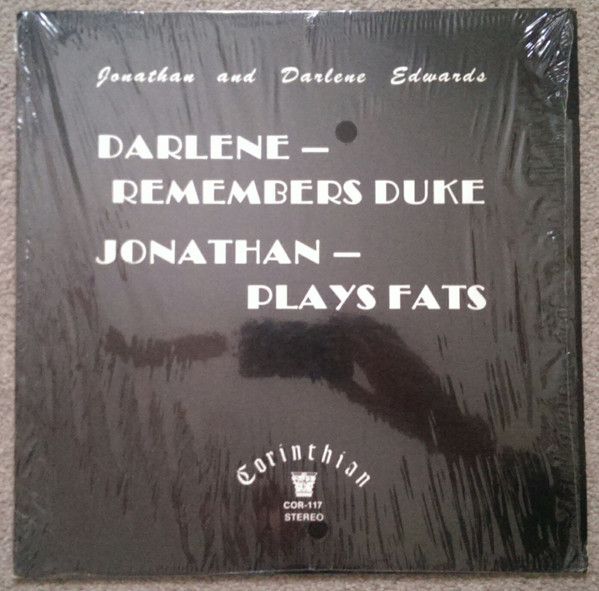 Jonathan and Darlene Edwards
DARLENE —
REMEMBERS DUKE
JONATHAN —
PLAYS FATS
Corinthian
COR-117
STEREO